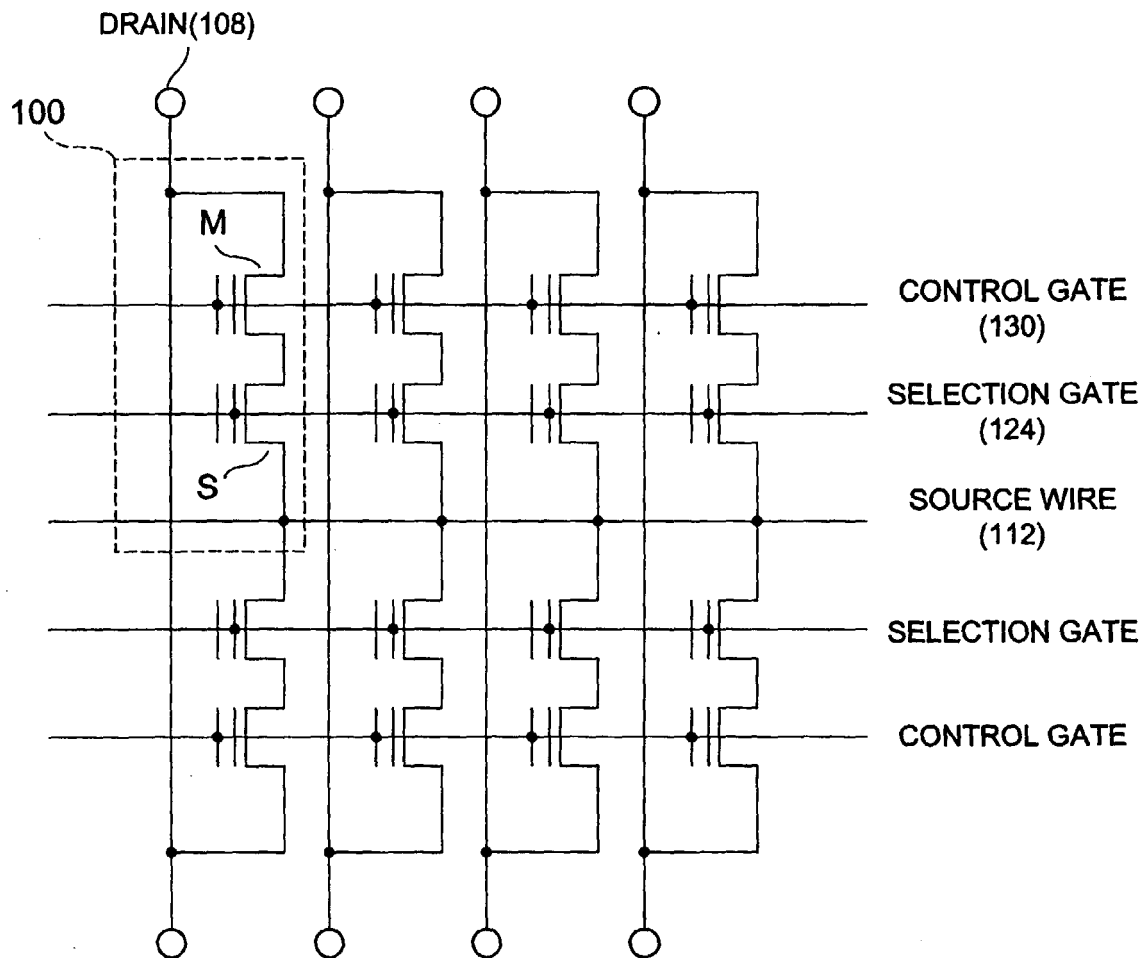 DRAIN(108)
100
M
CONTROL GATE
(130)
SELECTION GATE
(124)
S
SOURCE WIRE
(112)
SELECTION GATE
CONTROL GATE